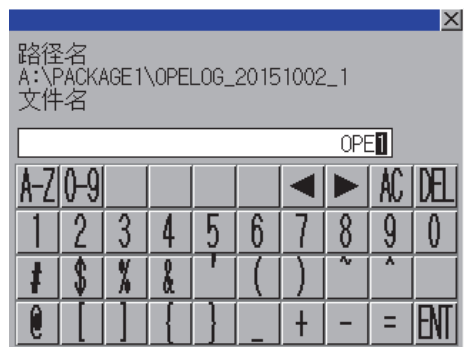 路径名
A:\PACKAGE1\OPELOG_20151002_1
文件名
OPE1
A-Z 0-9 ◀ ▶ AC DEL
1 2 3 4 5 6 7 8 9 0
# $ % & ' ( ) ~ ^
@ [ ] { } _ + - = ENT